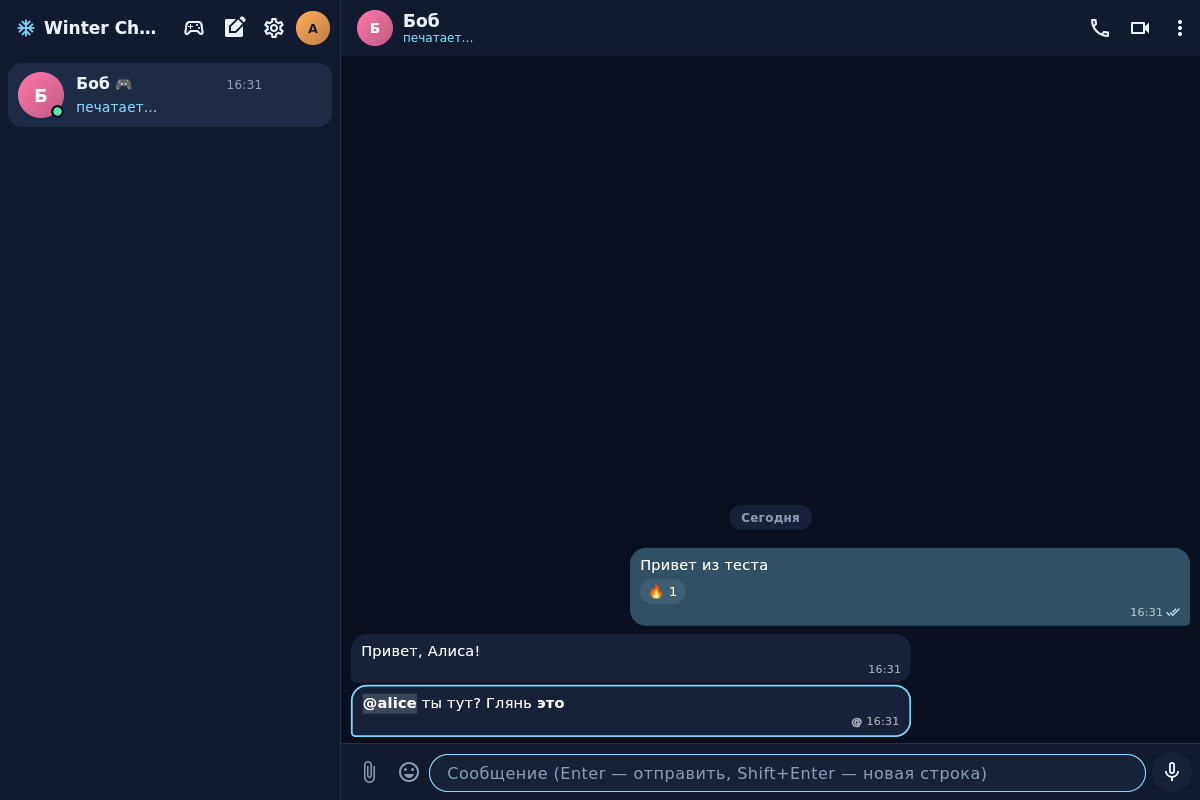 Winter Ch...
A
Б
Боб 🎮
16:31
печатает...
Б
Боб
печатает...
Сегодня
Привет из теста
🔥 1
16:31
Привет, Алиса!
16:31
@alice ты тут? Глянь это
@ 16:31
Сообщение (Enter — отправить, Shift+Enter — новая строка)